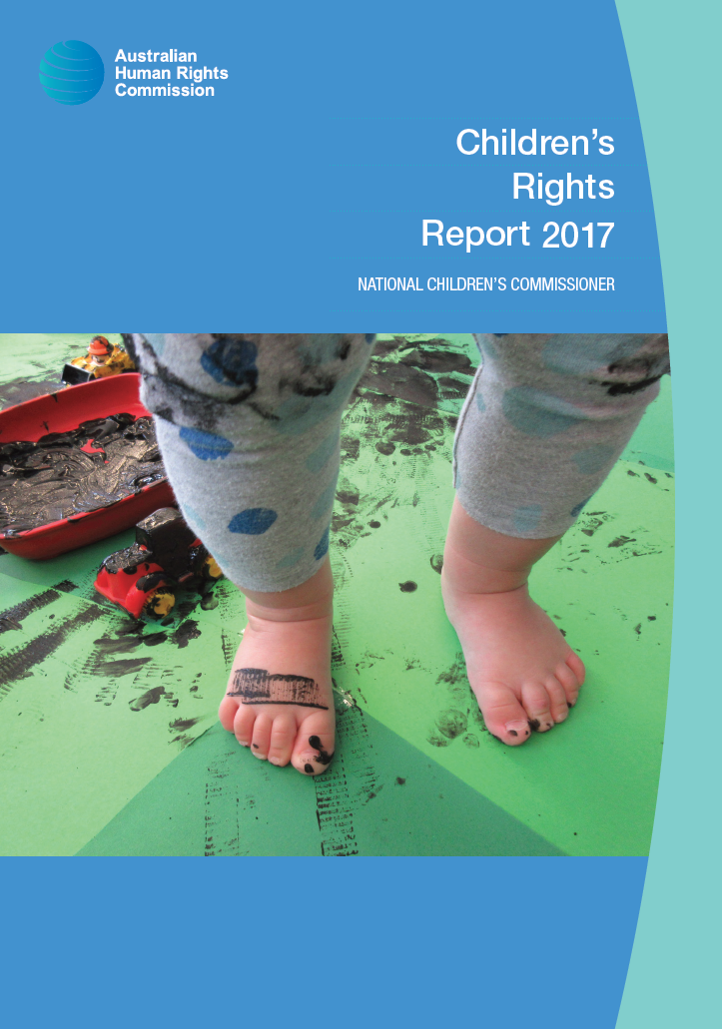 Australian
Human Rights
Commission
Children's
Rights
Report 2017
NATIONAL CHILDREN'S COMMISSIONER